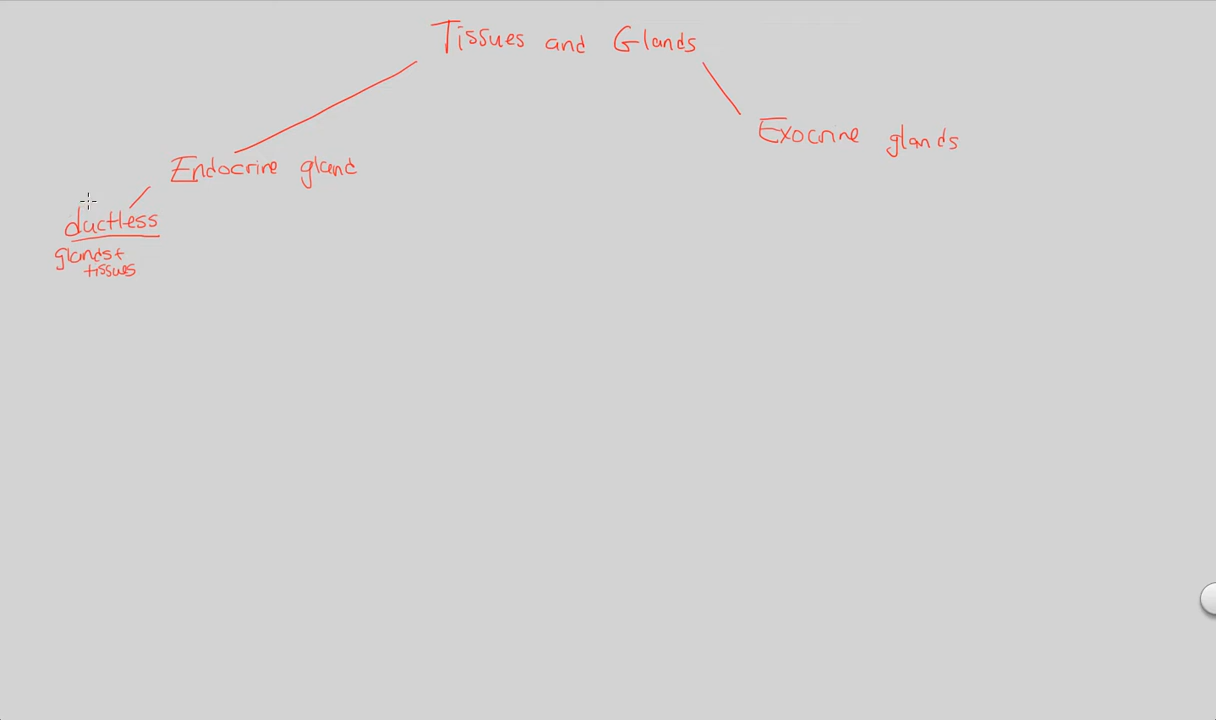 Tissues and Glands
Exocrine glands
Endocrine gland
ductless
glands+
tissues